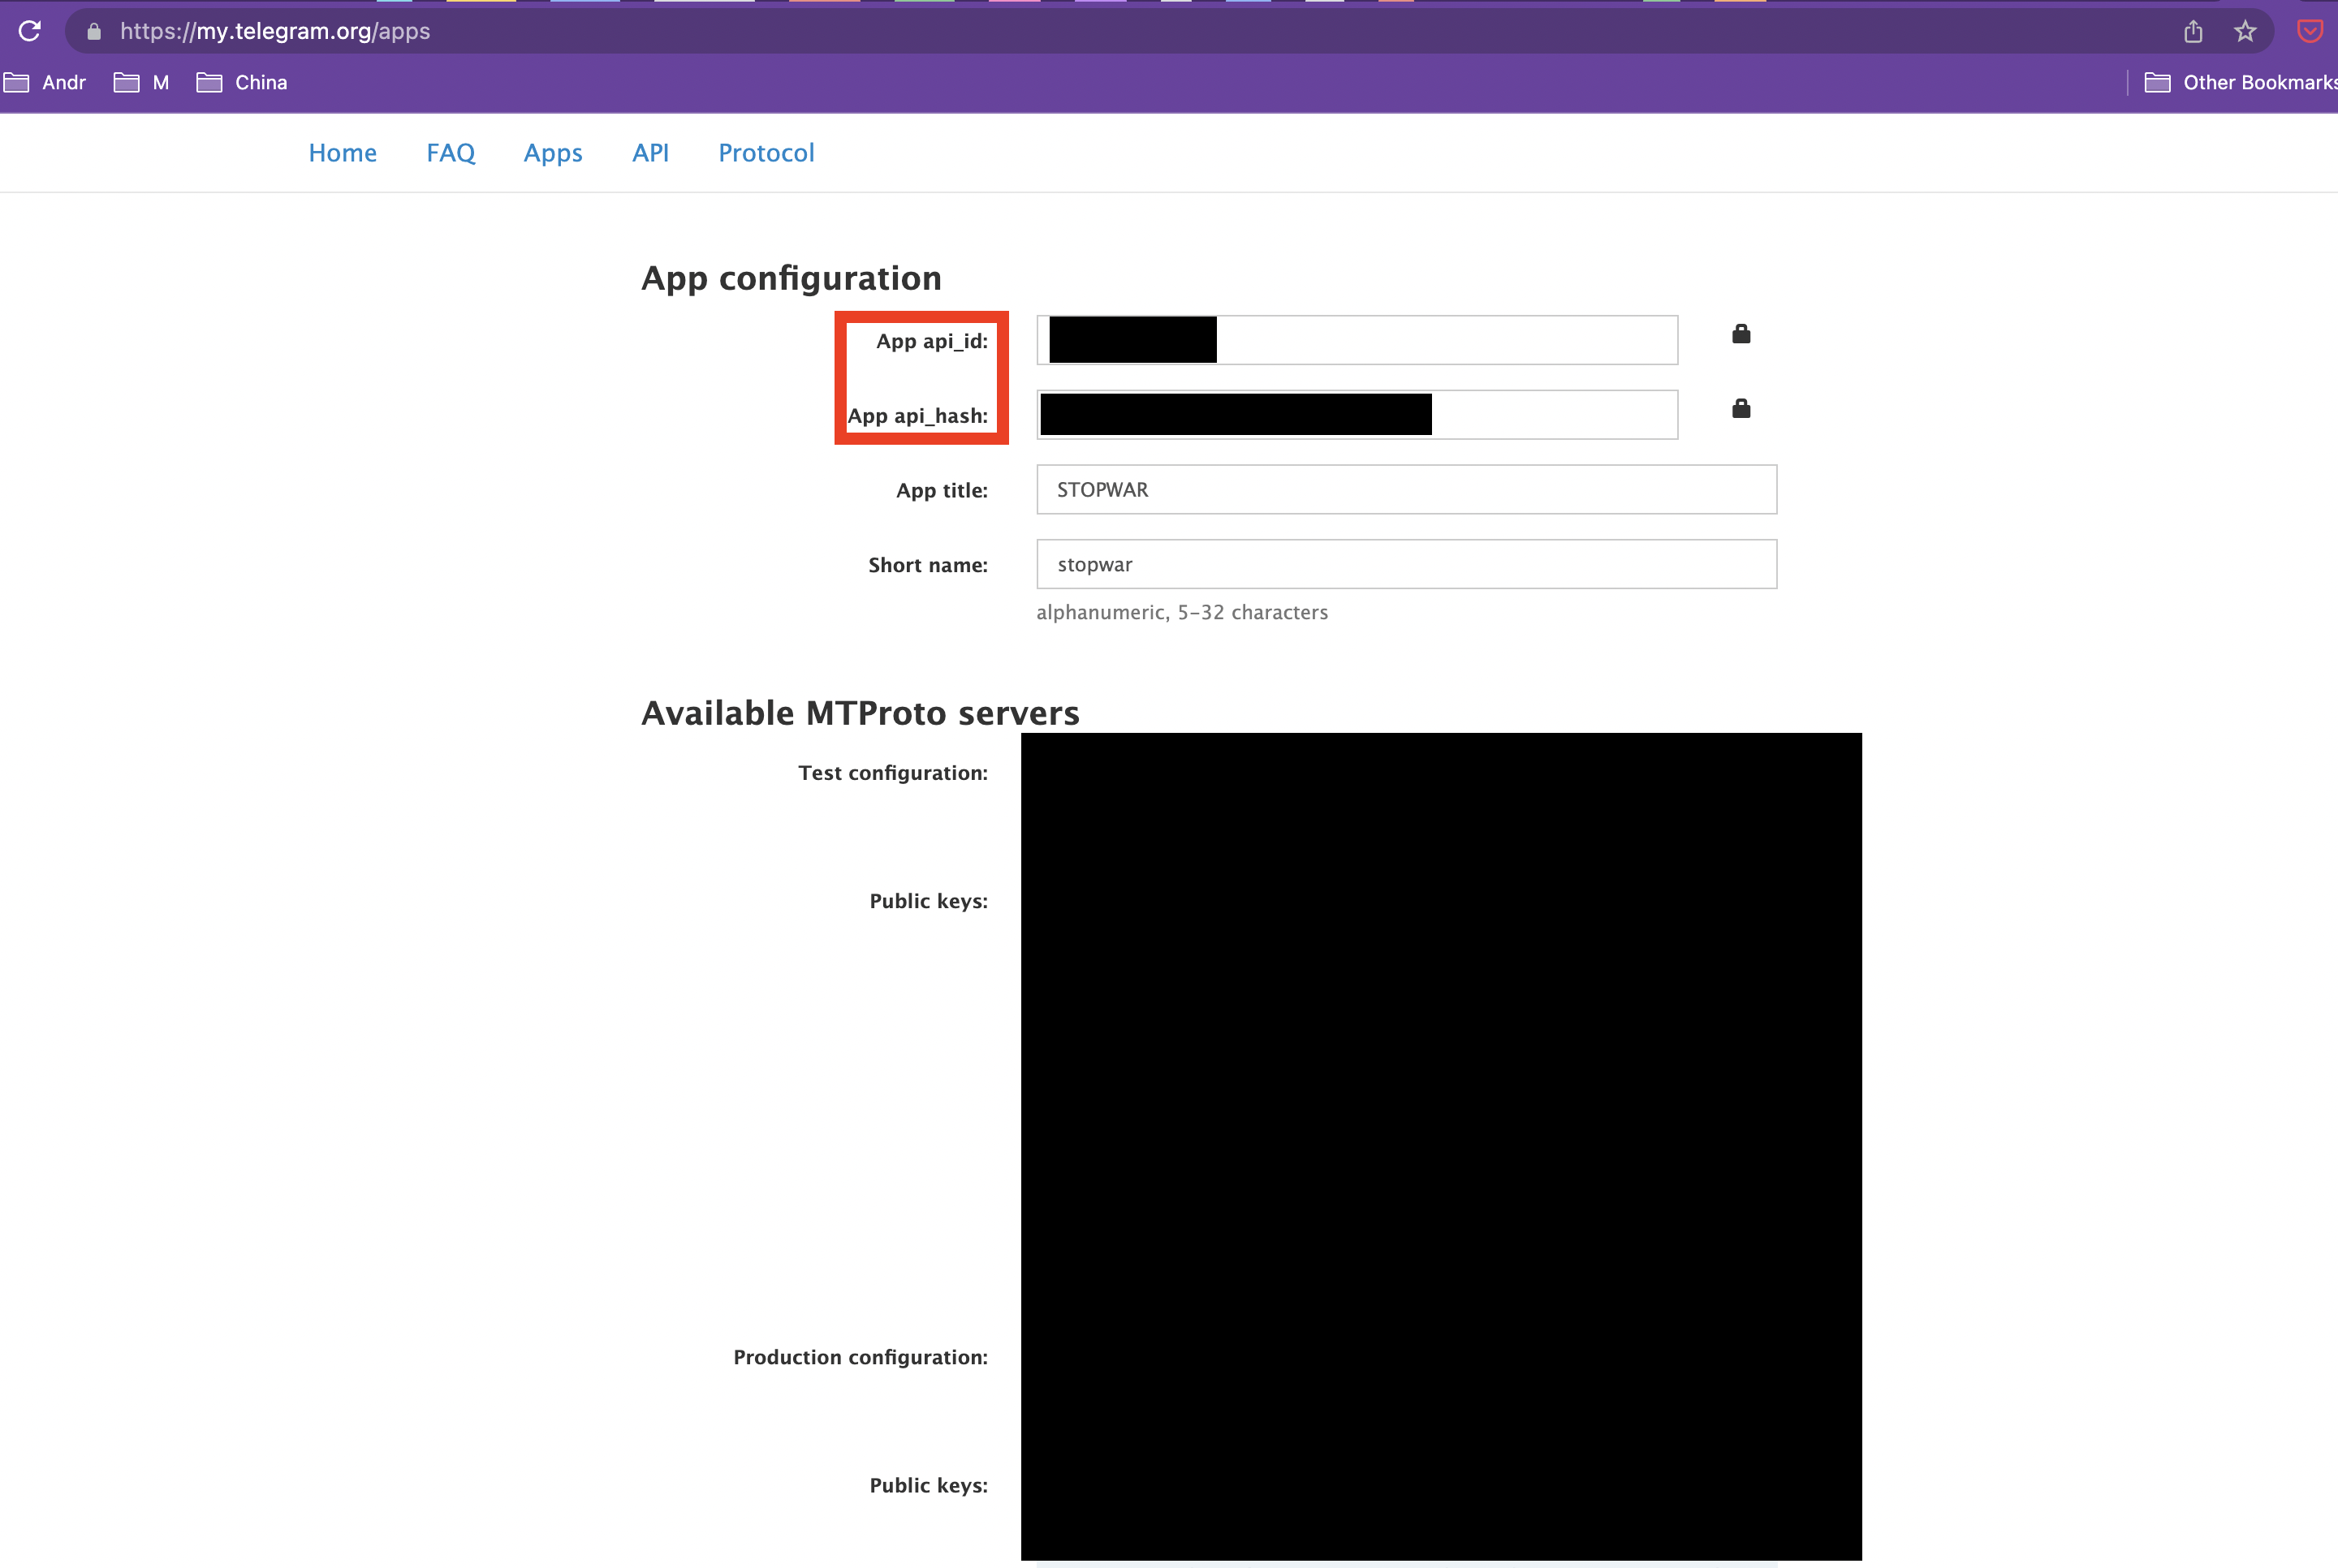 https://my.telegram.org/apps
Andr M China Other Bookmarks
Home FAQ Apps API Protocol
App configuration
App api_id:
App api_hash:
App title: STOPWAR
Short name: stopwar
alphanumeric, 5-32 characters
Available MTProto servers
Test configuration:
Public keys:
Production configuration:
Public keys: